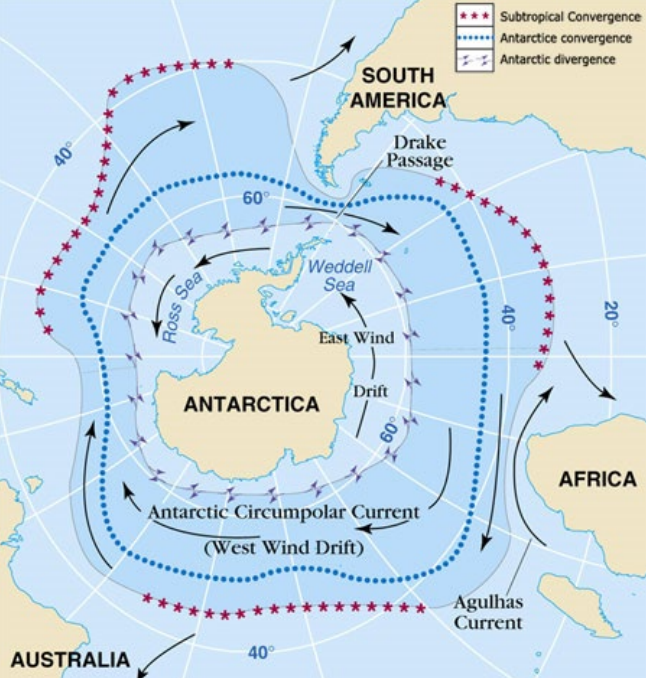 Subtropical Convergence
Antarctice convergence
Antarctic divergence
SOUTH
AMERICA
Drake
Passage
40°
60°
Weddell
Sea
Ross Sea
East Wind
Drift
40°
20°
ANTARCTICA
60°
AFRICA
Antarctic Circumpolar Current
(West Wind Drift)
Agulhas
Current
40°
AUSTRALIA